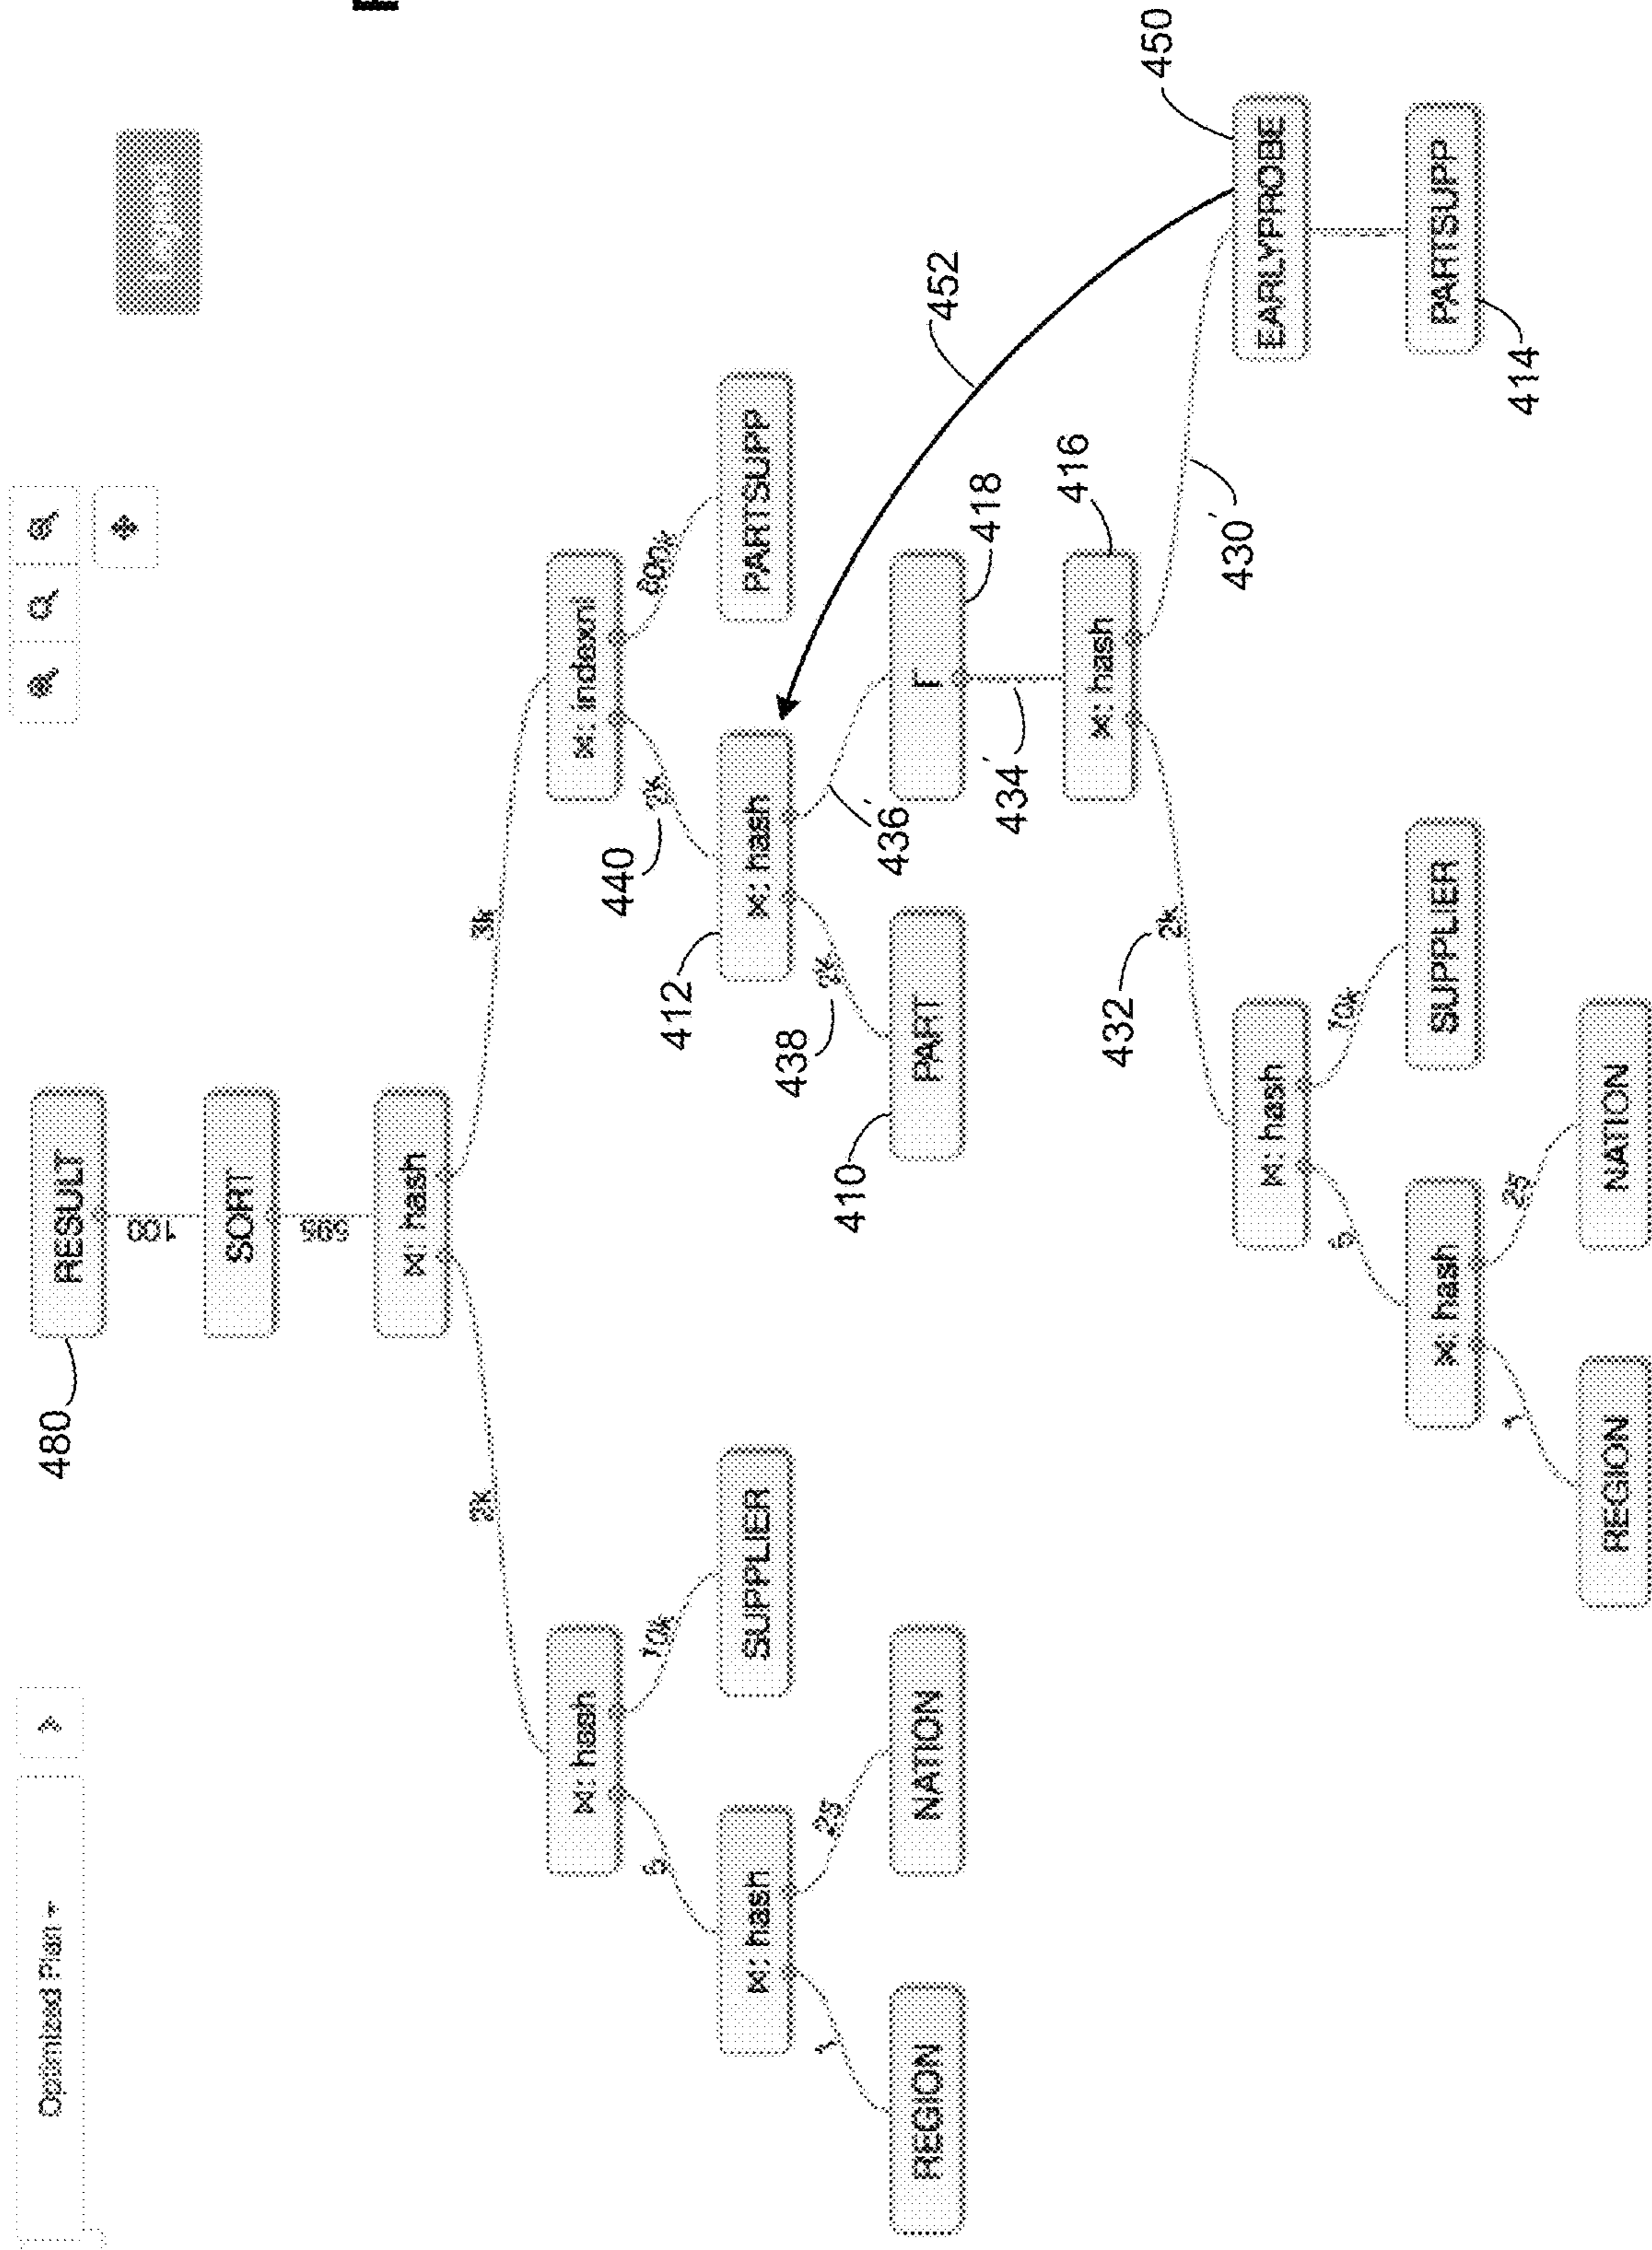 Optimized Plan
480
RESULT
100
SORT
⋈: hash
2k
3k
⋈: hash
⋈: indexnl
5
10k
440
2k
⋈: hash
SUPPLIER
412
⋈: hash
PARTSUPP
452
1
25
438
2k
436′
REGION
NATION
410
PART
Γ
418
434′
⋈: hash
416
432
2k
430′
450
⋈: hash
EARLYPROBE
5
10k
⋈: hash
SUPPLIER
414
PARTSUPP
1
25
REGION
NATION